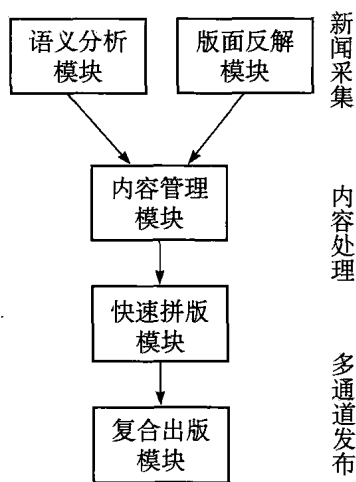 语义分析
模块
版面反解
模块
新闻采集
内容管理
模块
内容处理
快速拼版
模块
多通道发布
复合出版
模块